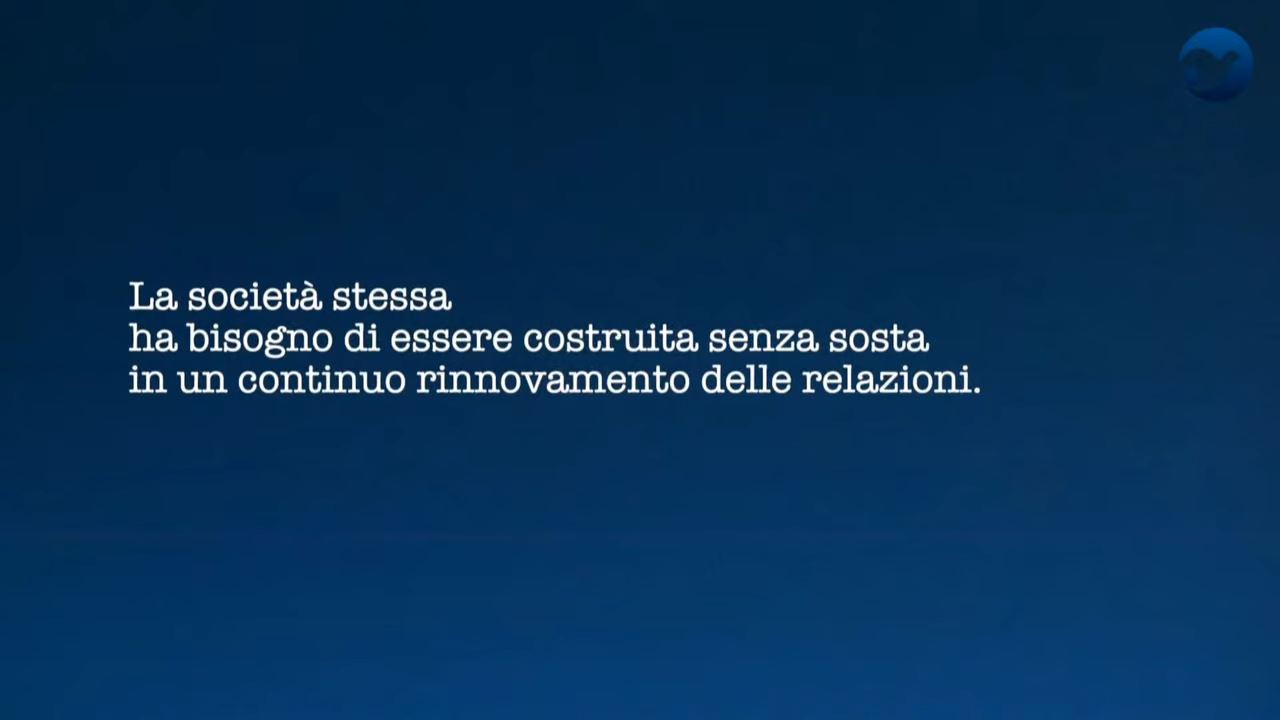 La società stessa
ha bisogno di essere costruita senza sosta
in un continuo rinnovamento delle relazioni.